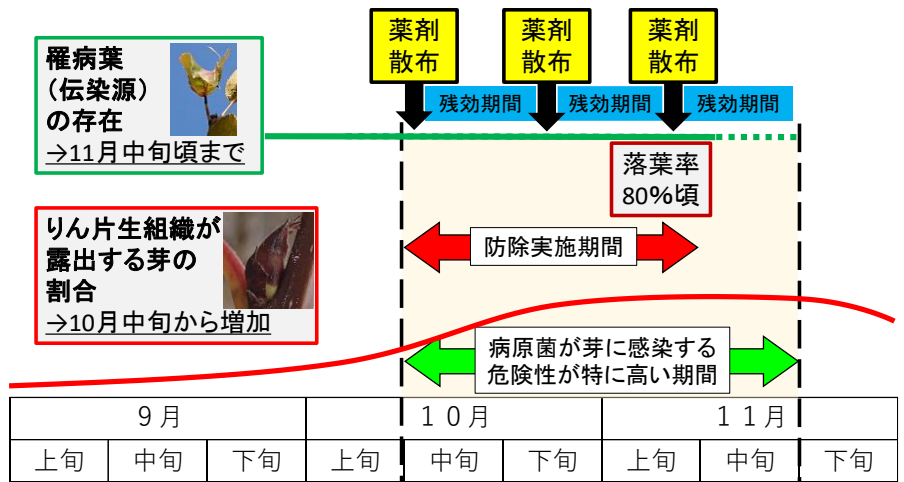 罹病葉
（伝染源）
の存在
→11月中旬頃まで
薬剤
散布
薬剤
散布
薬剤
散布
残効期間
残効期間
残効期間
落葉率
80%頃
りん片生組織が
露出する芽の
割合
→10月中旬から増加
防除実施期間
病原菌が芽に感染する
危険性が特に高い期間
９月 １０月 １１月
上旬 中旬 下旬 上旬 中旬 下旬 上旬 中旬 下旬